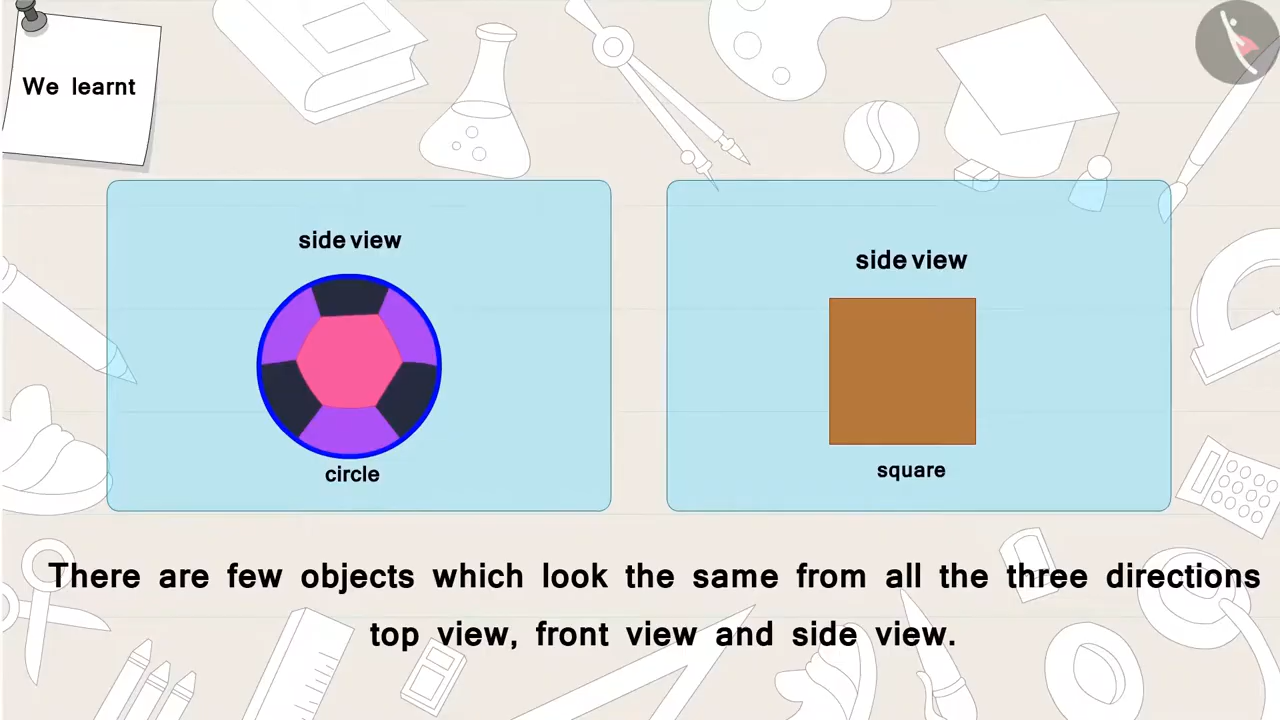 We learnt
side view
circle
side view
square
There are few objects which look the same from all the three directions
top view, front view and side view.